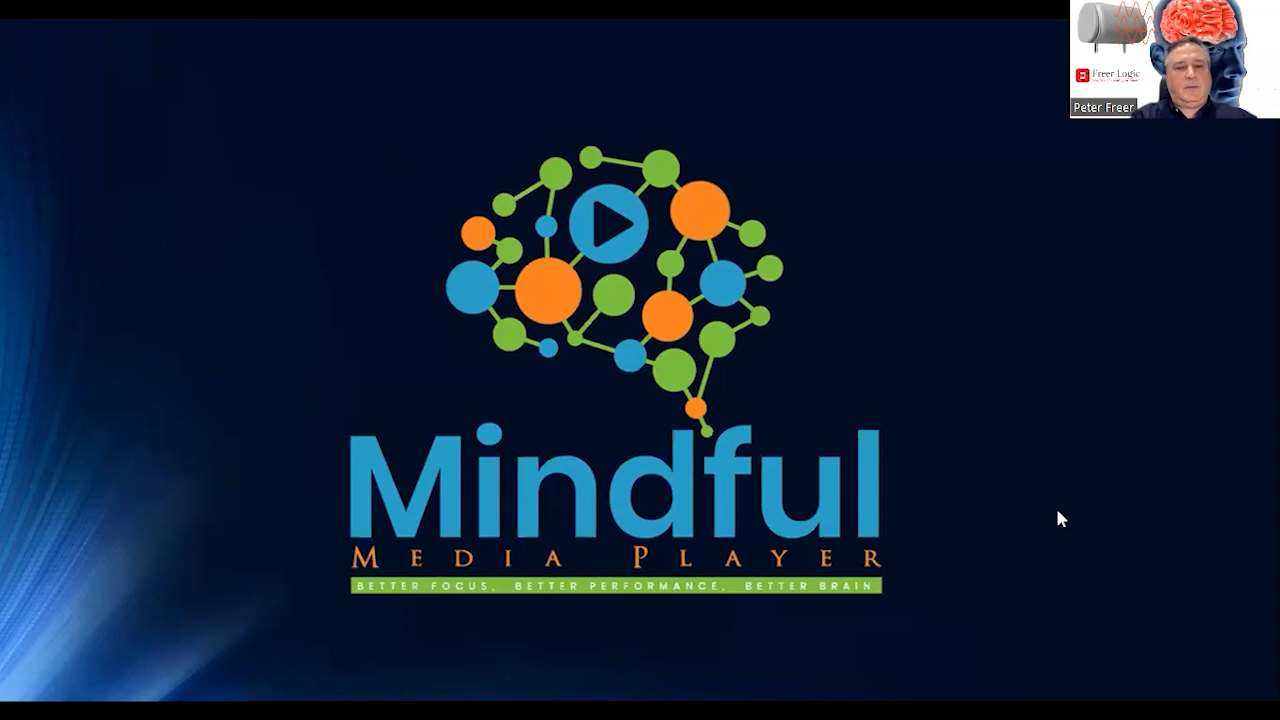 Mindful
MEDIA PLAYER
BETTER FOCUS, BETTER PERFORMANCE, BETTER BRAIN
Freer Logic
Peter Freer